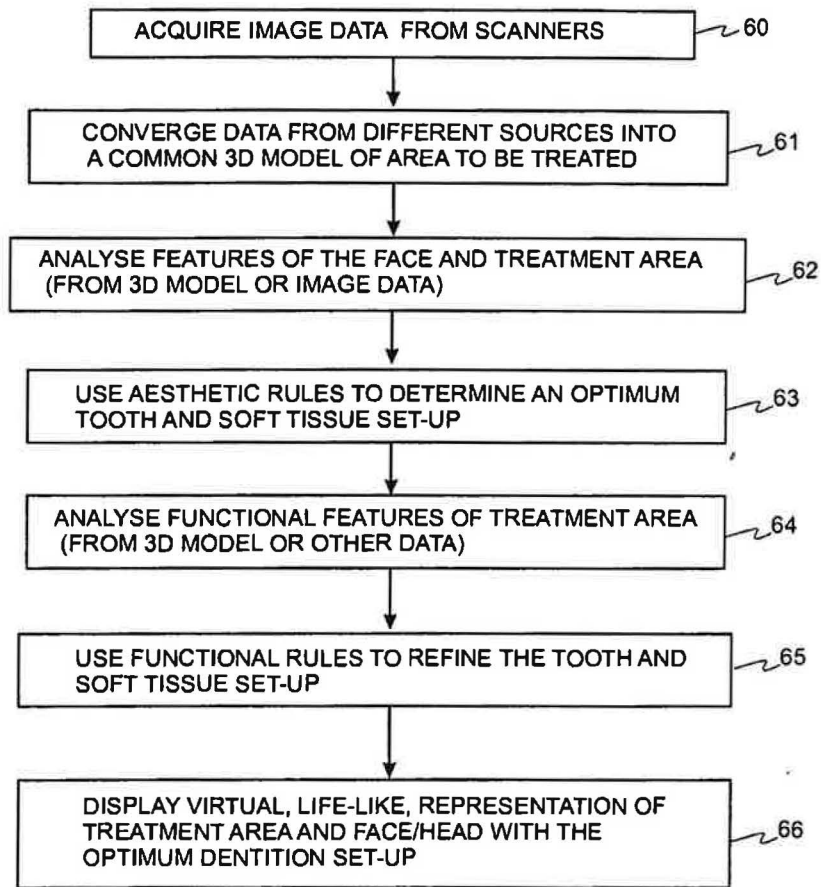 ACQUIRE IMAGE DATA FROM SCANNERS
60
CONVERGE DATA FROM DIFFERENT SOURCES INTO
A COMMON 3D MODEL OF AREA TO BE TREATED
61
ANALYSE FEATURES OF THE FACE AND TREATMENT AREA
(FROM 3D MODEL OR IMAGE DATA)
62
USE AESTHETIC RULES TO DETERMINE AN OPTIMUM
TOOTH AND SOFT TISSUE SET-UP
63
ANALYSE FUNCTIONAL FEATURES OF TREATMENT AREA
(FROM 3D MODEL OR OTHER DATA)
64
USE FUNCTIONAL RULES TO REFINE THE TOOTH AND
SOFT TISSUE SET-UP
65
DISPLAY VIRTUAL, LIFE-LIKE, REPRESENTATION OF
TREATMENT AREA AND FACE/HEAD WITH THE
OPTIMUM DENTITION SET-UP
66